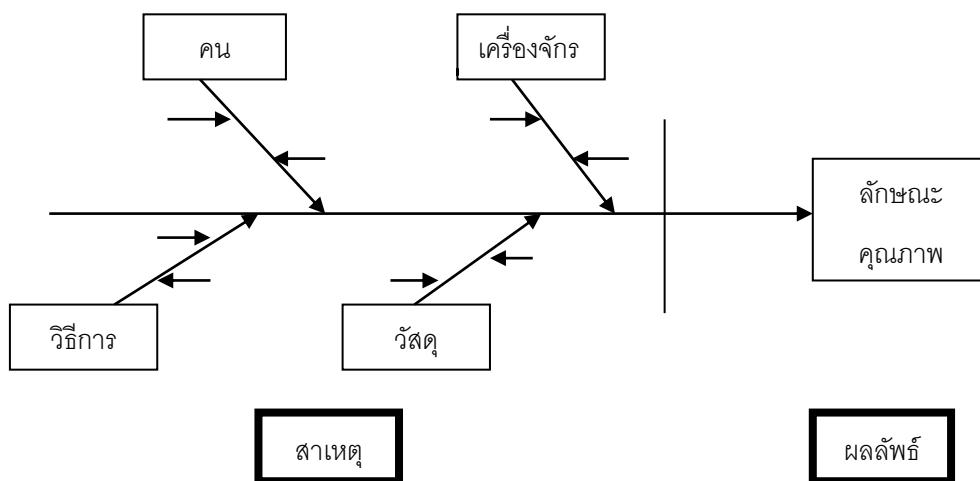 คน
เครื่องจักร
ลักษณะ
คุณภาพ
วิธีการ
วัสดุ
สาเหตุ
ผลลัพธ์